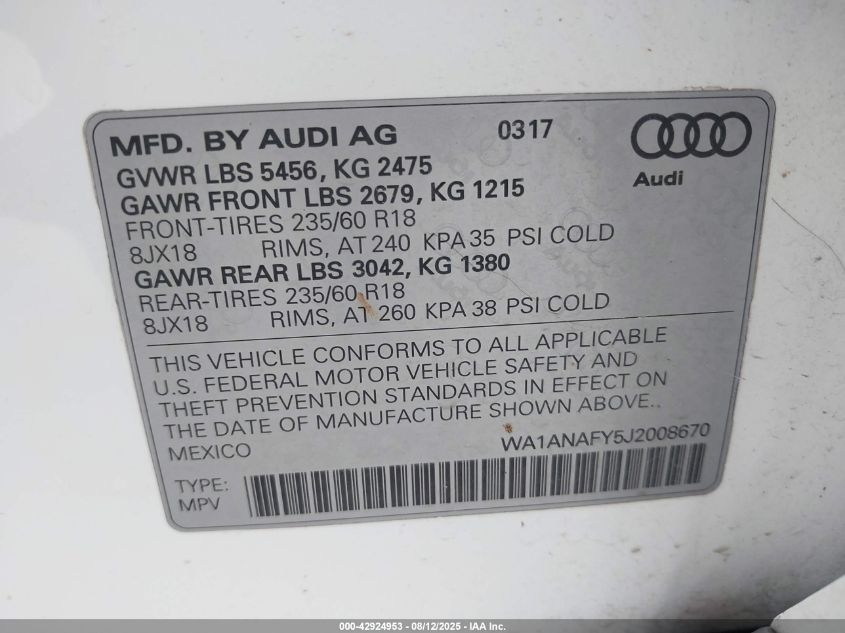 MFD. BY AUDI AG 0317
GVWR LBS 5456, KG 2475
GAWR FRONT LBS 2679, KG 1215
Audi
FRONT-TIRES 235/60 R18
8JX18 RIMS, AT 240 KPA 35 PSI COLD
GAWR REAR LBS 3042, KG 1380
REAR-TIRES 235/60 R18
8JX18 RIMS, AT 260 KPA 38 PSI COLD
THIS VEHICLE CONFORMS TO ALL APPLICABLE
U.S. FEDERAL MOTOR VEHICLE SAFETY AND
THEFT PREVENTION STANDARDS IN EFFECT ON
THE DATE OF MANUFACTURE SHOWN ABOVE..
MEXICO WA1ANAFY5J2008670
TYPE:
MPV
000-42924953 - 08/12/2025 - IAA Inc.